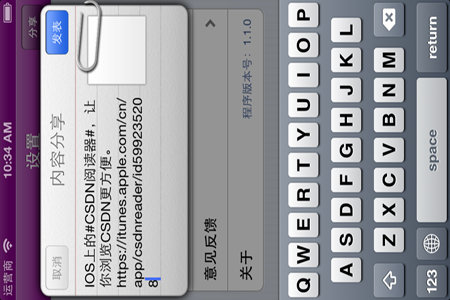 运营商 10:34 AM
设置
分享
取消 内容分享 发表
IOS上的#CSDN阅读器#，让
你浏览CSDN更方便。
https://itunes.apple.com/cn/
app/csdnreader/id59923520
8
意见反馈
关于 程序版本号：1.1.0
Q W E R T Y U I O P
A S D F G H J K L
Z X C V B N M
123 space return